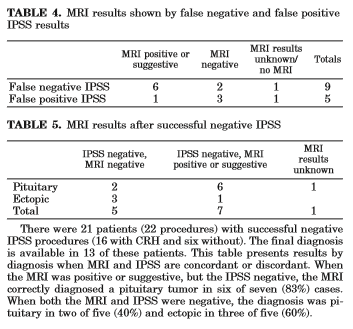 TABLE 4. MRI results shown by false negative and false positive
IPSS results
MRI positive or suggestive MRI negative MRI results unknown/ no MRI Totals
False negative IPSS 6 2 1 9
False positive IPSS 1 3 1 5
TABLE 5. MRI results after successful negative IPSS
IPSS negative, MRI negative IPSS negative, MRI positive or suggestive MRI results unknown
Pituitary 2 6 1
Ectopic 3 1
Total 5 7 1
There were 21 patients (22 procedures) with successful negative
IPSS procedures (16 with CRH and six without). The final diagnosis
is available in 13 of these patients. This table presents results by
diagnosis when MRI and IPSS are concordant or discordant. When
the MRI was positive or suggestive, but the IPSS negative, the MRI
correctly diagnosed a pituitary tumor in six of seven (83%) cases.
When both the MRI and IPSS were negative, the diagnosis was pi-
tuitary in two of five (40%) and ectopic in three of five (60%).